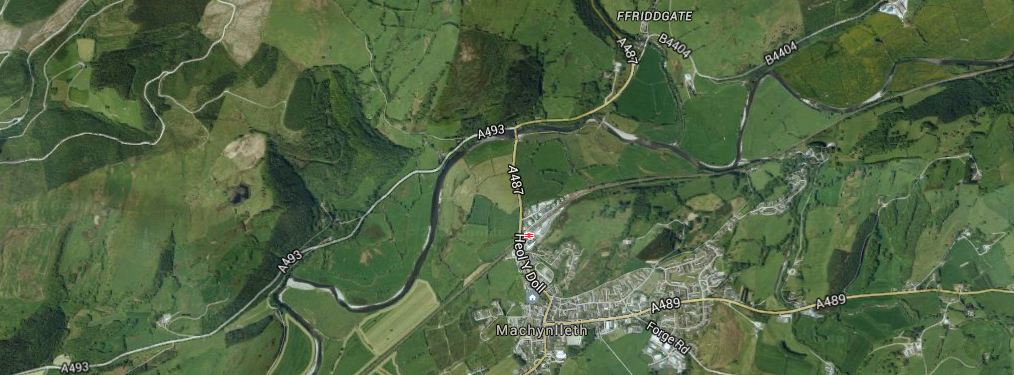 FFRIDDGATE
A487
B4404
B4404
A493
A487
A493
Heol Y Doll
A489
A489
Machynlleth
Forge Rd
A493